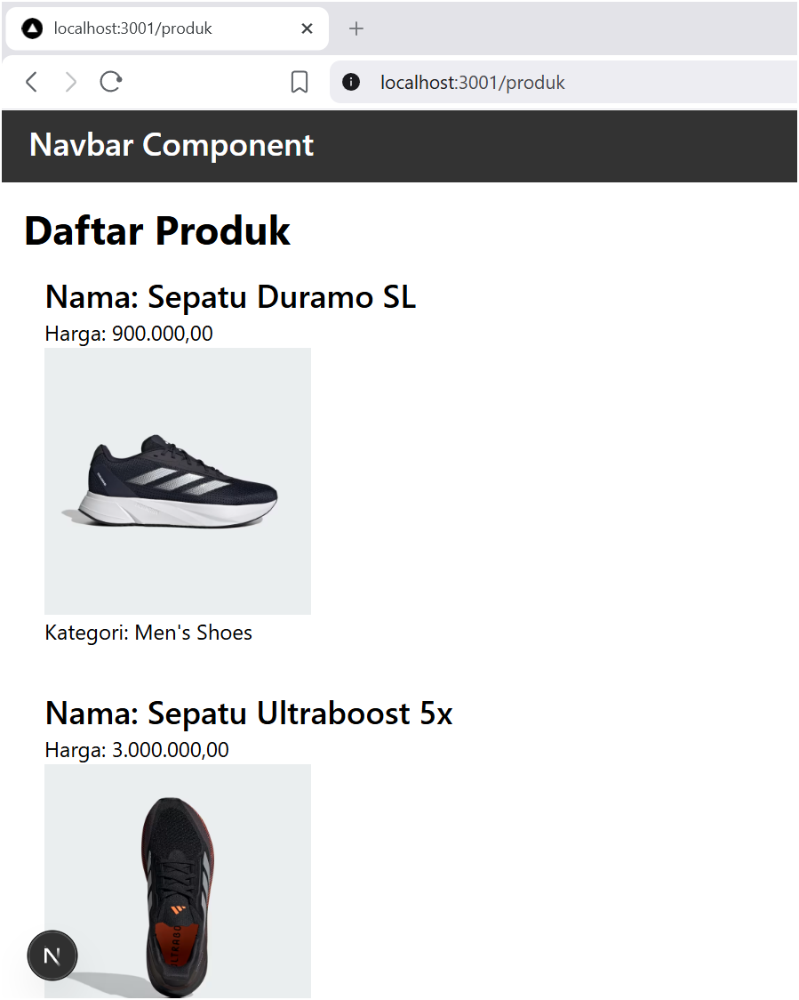 localhost:3001/produk
localhost:3001/produk
Navbar Component
Daftar Produk
Nama: Sepatu Duramo SL
Harga: 900.000,00
Kategori: Men's Shoes
Nama: Sepatu Ultraboost 5x
Harga: 3.000.000,00
N